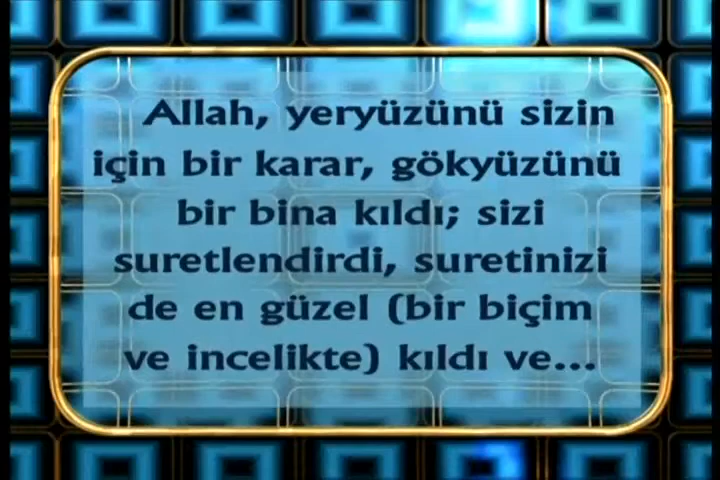 Allah, yeryüzünü sizin
için bir karar, gökyüzünü
bir bina kıldı; sizi
suretlendirdi, suretinizi
de en güzel (bir biçim
ve incelikte) kıldı ve...